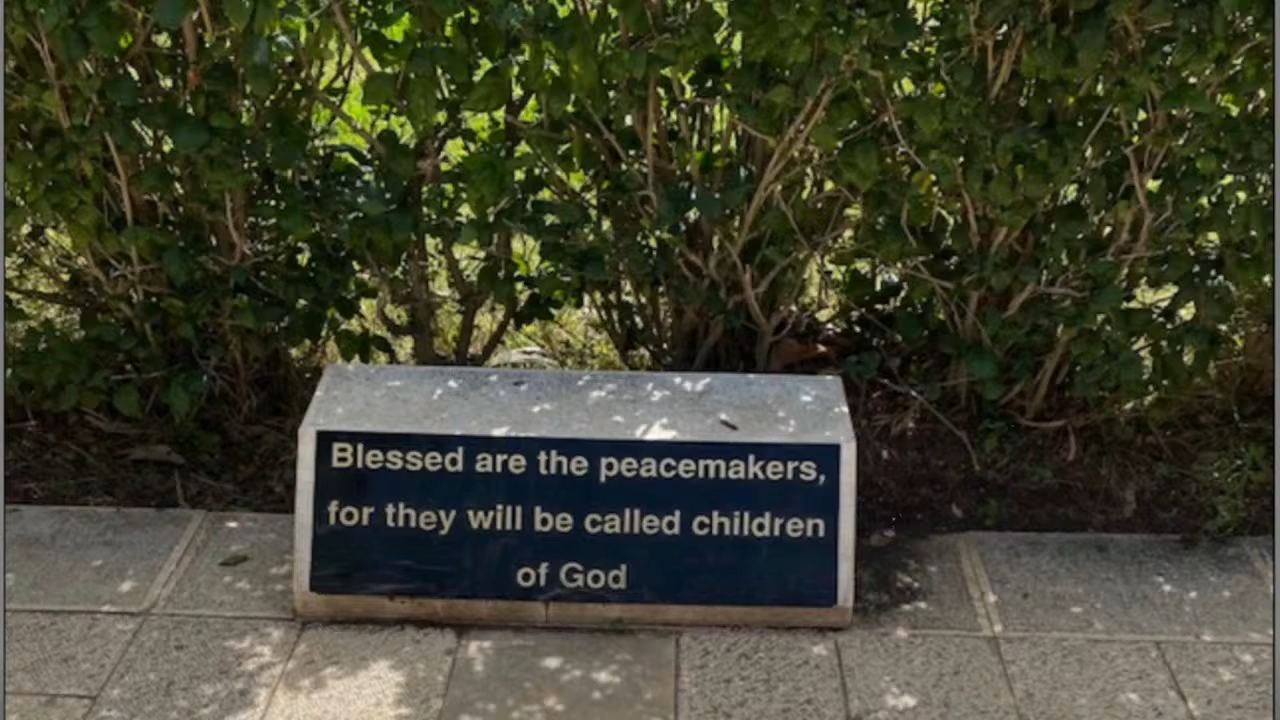 Blessed are the peacemakers,
for they will be called children
of God